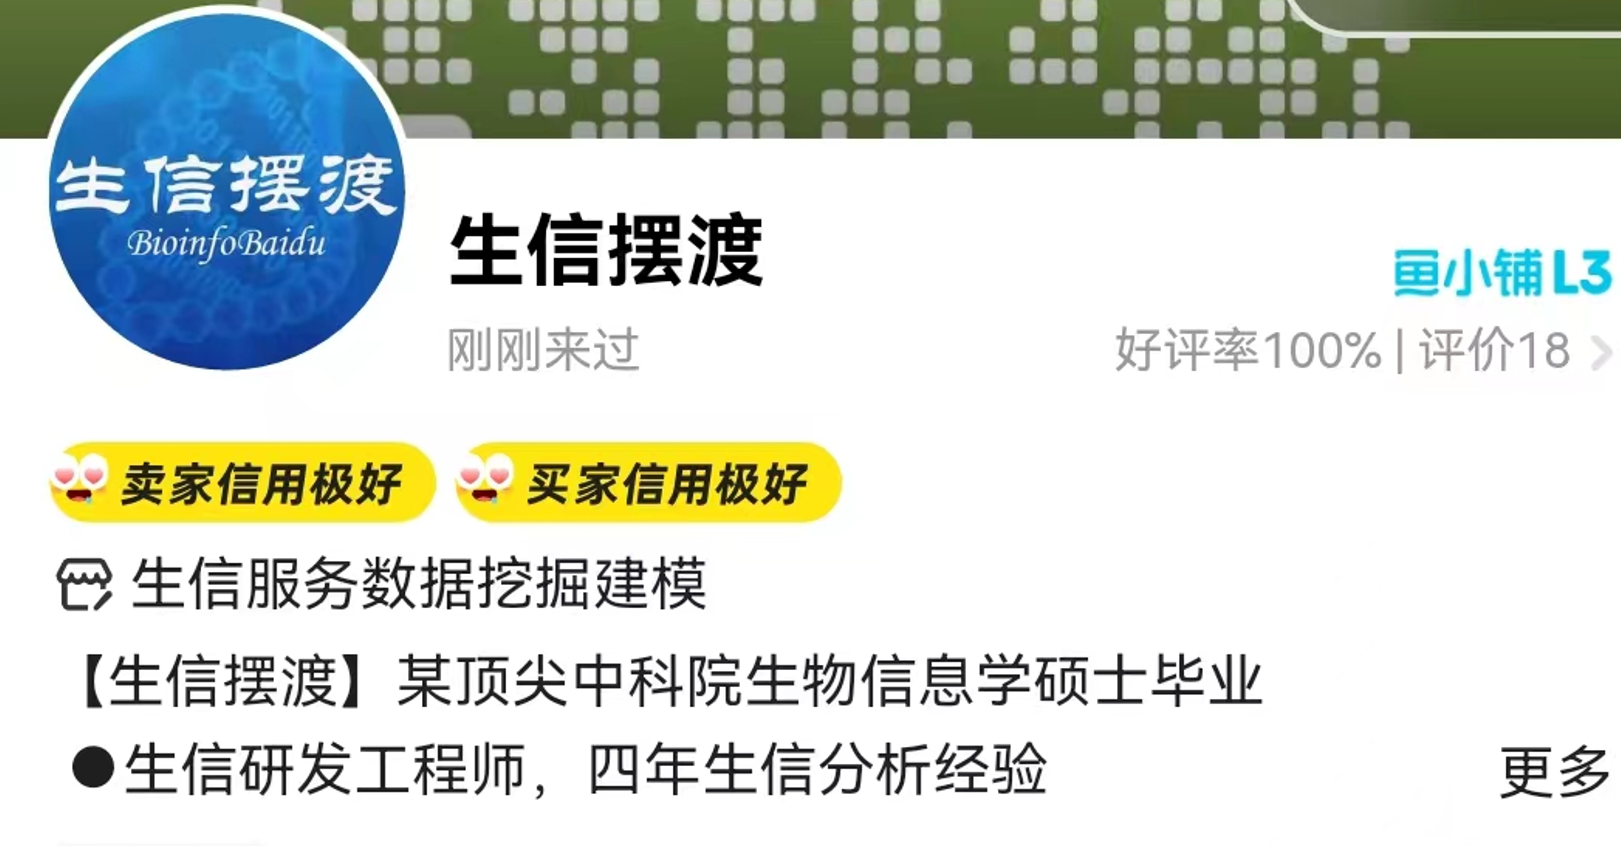 生信摆渡
BioinfoBaidu
生信摆渡
鱼小铺L3
刚刚来过
好评率100% | 评价18
卖家信用极好
买家信用极好
生信服务数据挖掘建模
【生信摆渡】某顶尖中科院生物信息学硕士毕业
●生信研发工程师，四年生信分析经验
更多